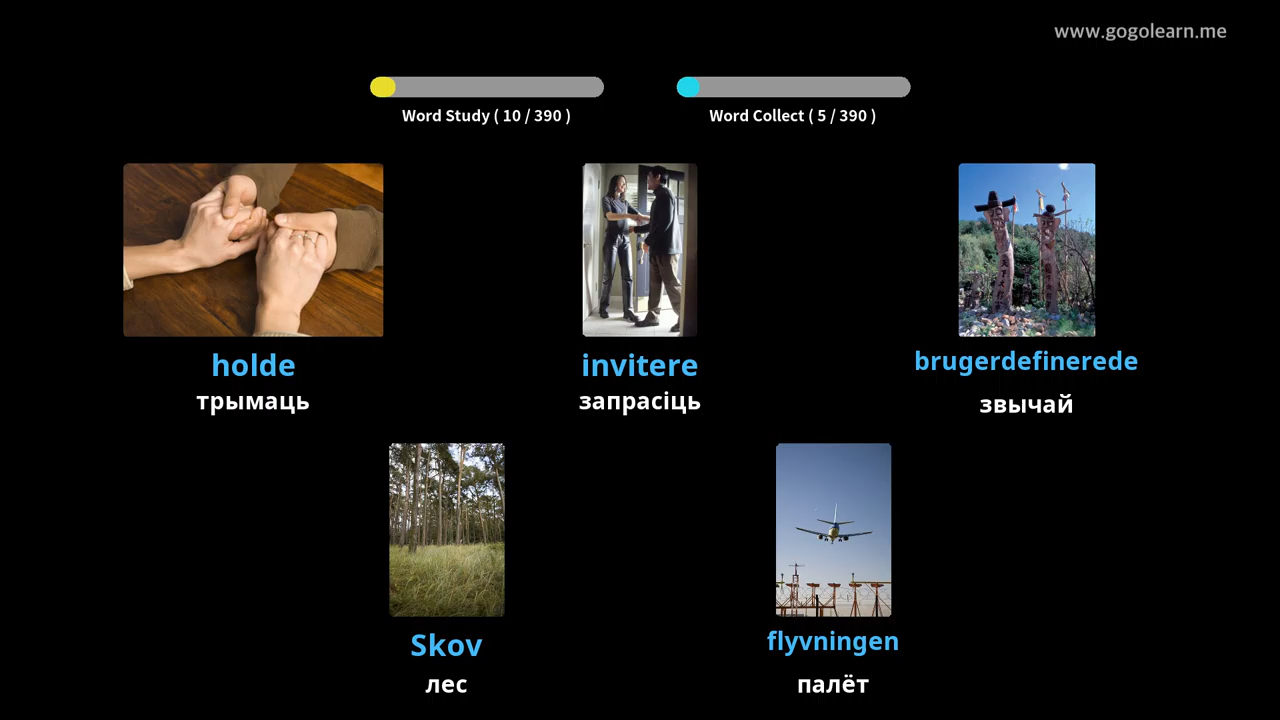 www.gogolearn.me
Word Study ( 10 / 390 )
Word Collect ( 5 / 390 )
holde
трымаць
invitere
запрасіць
brugerdefinerede
звычай
Skov
лес
flyvningen
палёт